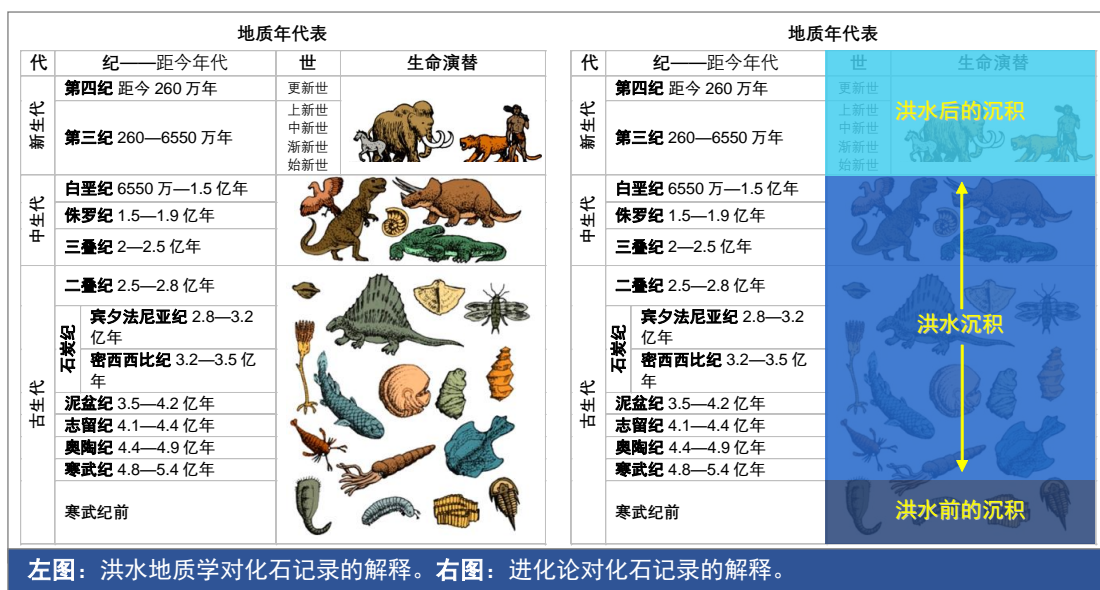 地质年代表
代 纪——距今年代 世 生命演替
新生代
第四纪 距今 260 万年 更新世
第三纪 260—6550 万年
上新世
中新世
渐新世
始新世
中生代
白垩纪 6550 万—1.5 亿年
侏罗纪 1.5—1.9 亿年
三叠纪 2—2.5 亿年
古生代
二叠纪 2.5—2.8 亿年
石炭纪
宾夕法尼亚纪 2.8—3.2
亿年
密西西比纪 3.2—3.5 亿
年
泥盆纪 3.5—4.2 亿年
志留纪 4.1—4.4 亿年
奥陶纪 4.4—4.9 亿年
寒武纪 4.8—5.4 亿年
寒武纪前
地质年代表
代 纪——距今年代 世 生命演替
新生代
第四纪 距今 260 万年 更新世
第三纪 260—6550 万年
上新世
中新世
渐新世
始新世
洪水后的沉积
中生代
白垩纪 6550 万—1.5 亿年
侏罗纪 1.5—1.9 亿年
三叠纪 2—2.5 亿年
古生代
二叠纪 2.5—2.8 亿年
石炭纪
宾夕法尼亚纪 2.8—3.2
亿年
密西西比纪 3.2—3.5 亿
年
洪水沉积
泥盆纪 3.5—4.2 亿年
志留纪 4.1—4.4 亿年
奥陶纪 4.4—4.9 亿年
寒武纪 4.8—5.4 亿年
寒武纪前
洪水前的沉积
左图：洪水地质学对化石记录的解释。右图：进化论对化石记录的解释。